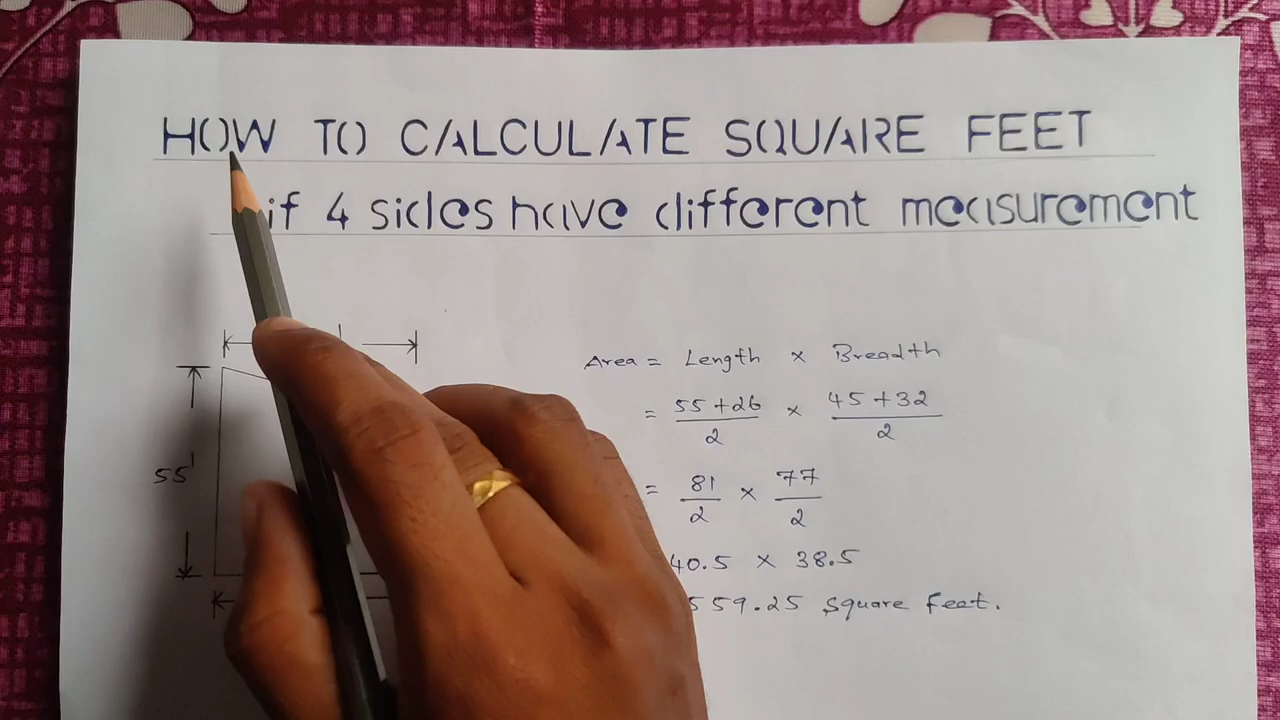 HOW TO CALCULATE SQUARE FEET
if 4 sides have different measurement
Area = Length × Breadth
= 55+26/2 × 45+32/2
= 81/2 × 77/2
40.5 × 38.5
559.25 square feet.
55'